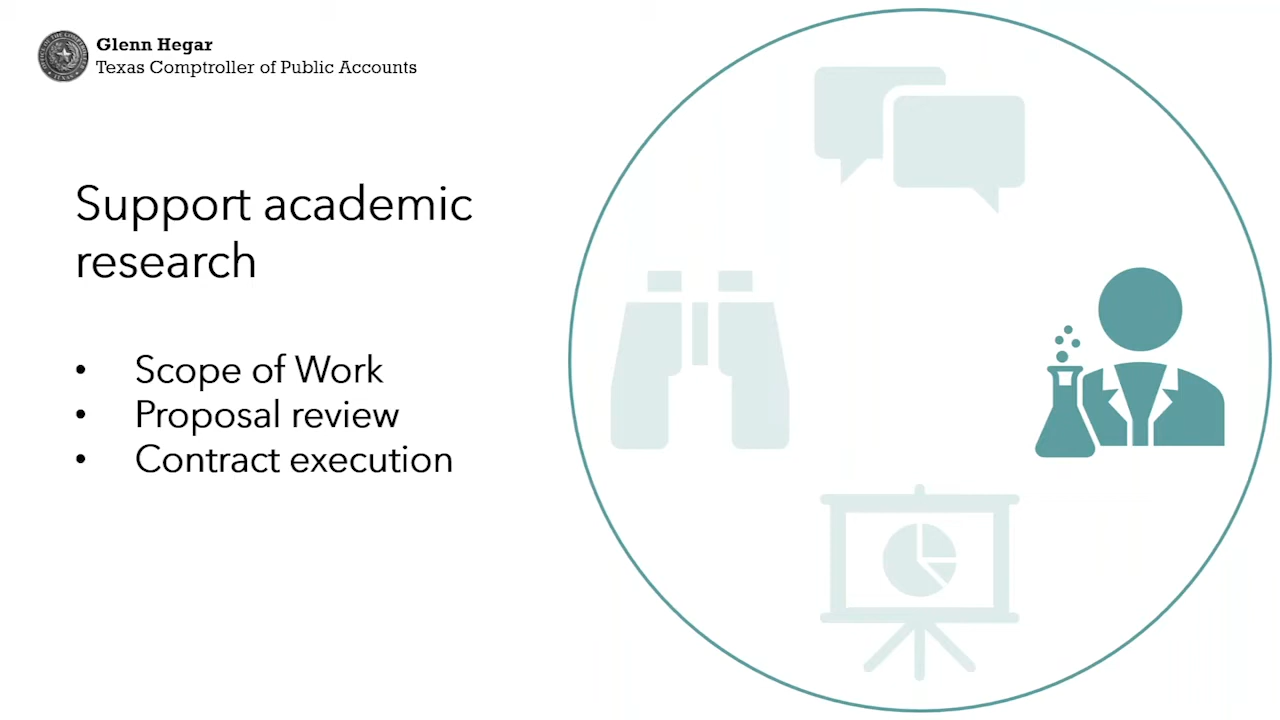 Glenn Hegar
Texas Comptroller of Public Accounts
Support academic
research
• Scope of Work
• Proposal review
• Contract execution